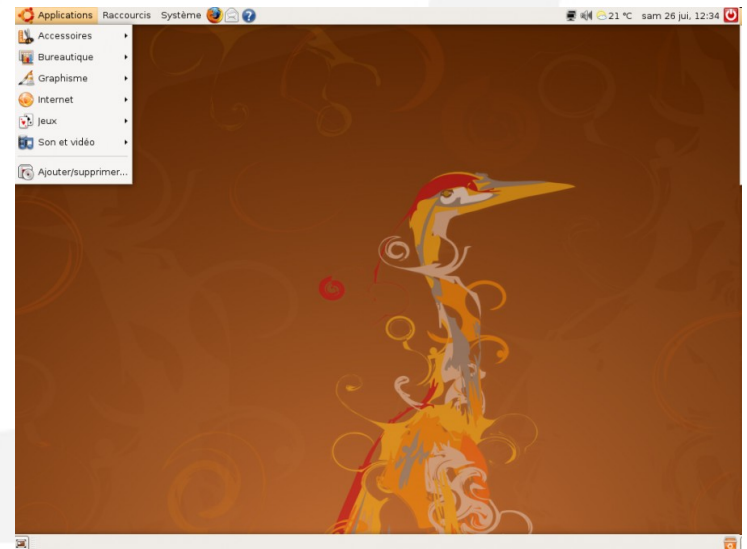 Applications Raccourcis Système 21 °C sam 26 jui, 12:34
Accessoires
Bureautique
Graphisme
Internet
Jeux
Son et vidéo
Ajouter/supprimer...